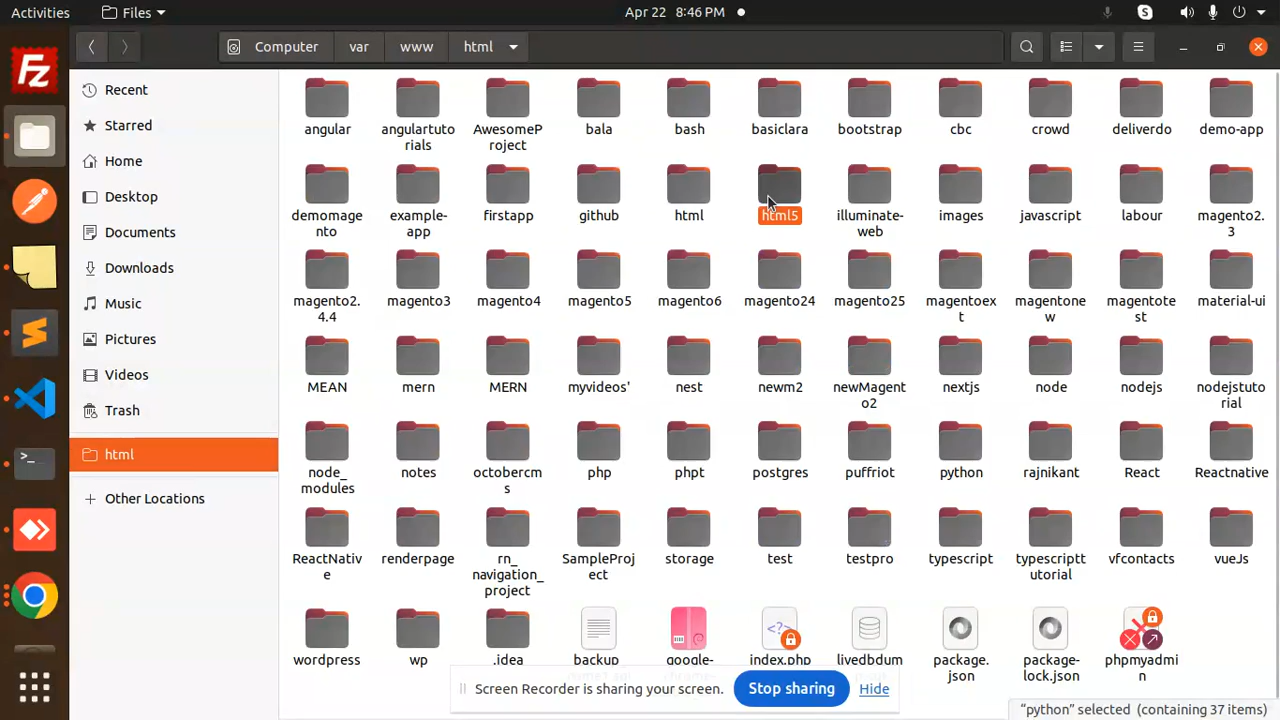 Activities
Files
Apr 22 8:46 PM
S
Computer
var
www
html
Fz
Recent
Starred
Home
Desktop
Documents
Downloads
Music
Pictures
Videos
Trash
html
+ Other Locations
angular
angulartuto
rials
AwesomeP
roject
bala
bash
basiclara
bootstrap
cbc
crowd
deliverdo
demo-app
demomage
nto
example-
app
firstapp
github
html
html5
illuminate-
web
images
javascript
labour
magento2.
3
magento2.
4.4
magento3
magento4
magento5
magento6
magento24
magento25
magentoex
t
magentone
w
magentote
st
material-ui
MEAN
mern
MERN
myvideos'
nest
newm2
newMagent
o2
nextjs
node
nodejs
nodejstuto
rial
node_
modules
notes
octobercm
s
php
phpt
postgres
puffriot
python
rajnikant
React
Reactnative
ReactNativ
e
renderpage
rn_
navigation_
project
SampleProj
ect
storage
test
testpro
typescript
typescriptt
utorial
vfcontacts
vueJs
wordpress
wp
.idea
backup
google-
index.php
livedbdum
package.
json
package-
lock.json
phpmyadmi
n
Screen Recorder is sharing your screen.
Stop sharing
Hide
"python" selected (containing 37 items)